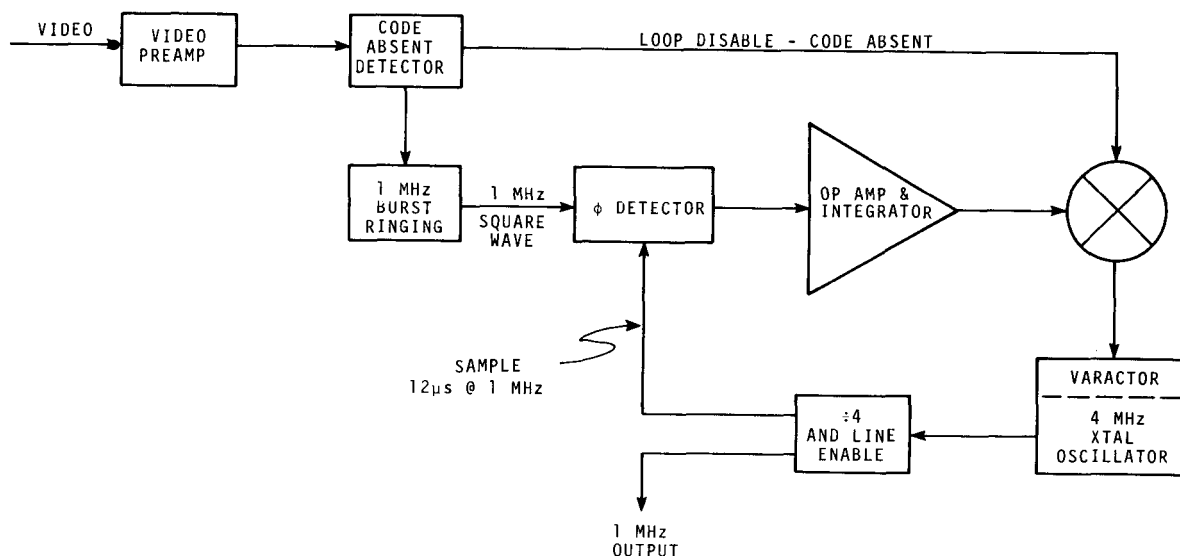 VIDEO
VIDEO
PREAMP
CODE
ABSENT
DETECTOR
LOOP DISABLE - CODE ABSENT
1 MHz
BURST
RINGING
1 MHz
SQUARE
WAVE
ϕ DETECTOR
OP AMP &
INTEGRATOR
SAMPLE
12μs @ 1 MHz
÷4
AND LINE
ENABLE
VARACTOR
4 MHz
XTAL
OSCILLATOR
1 MHz
OUTPUT